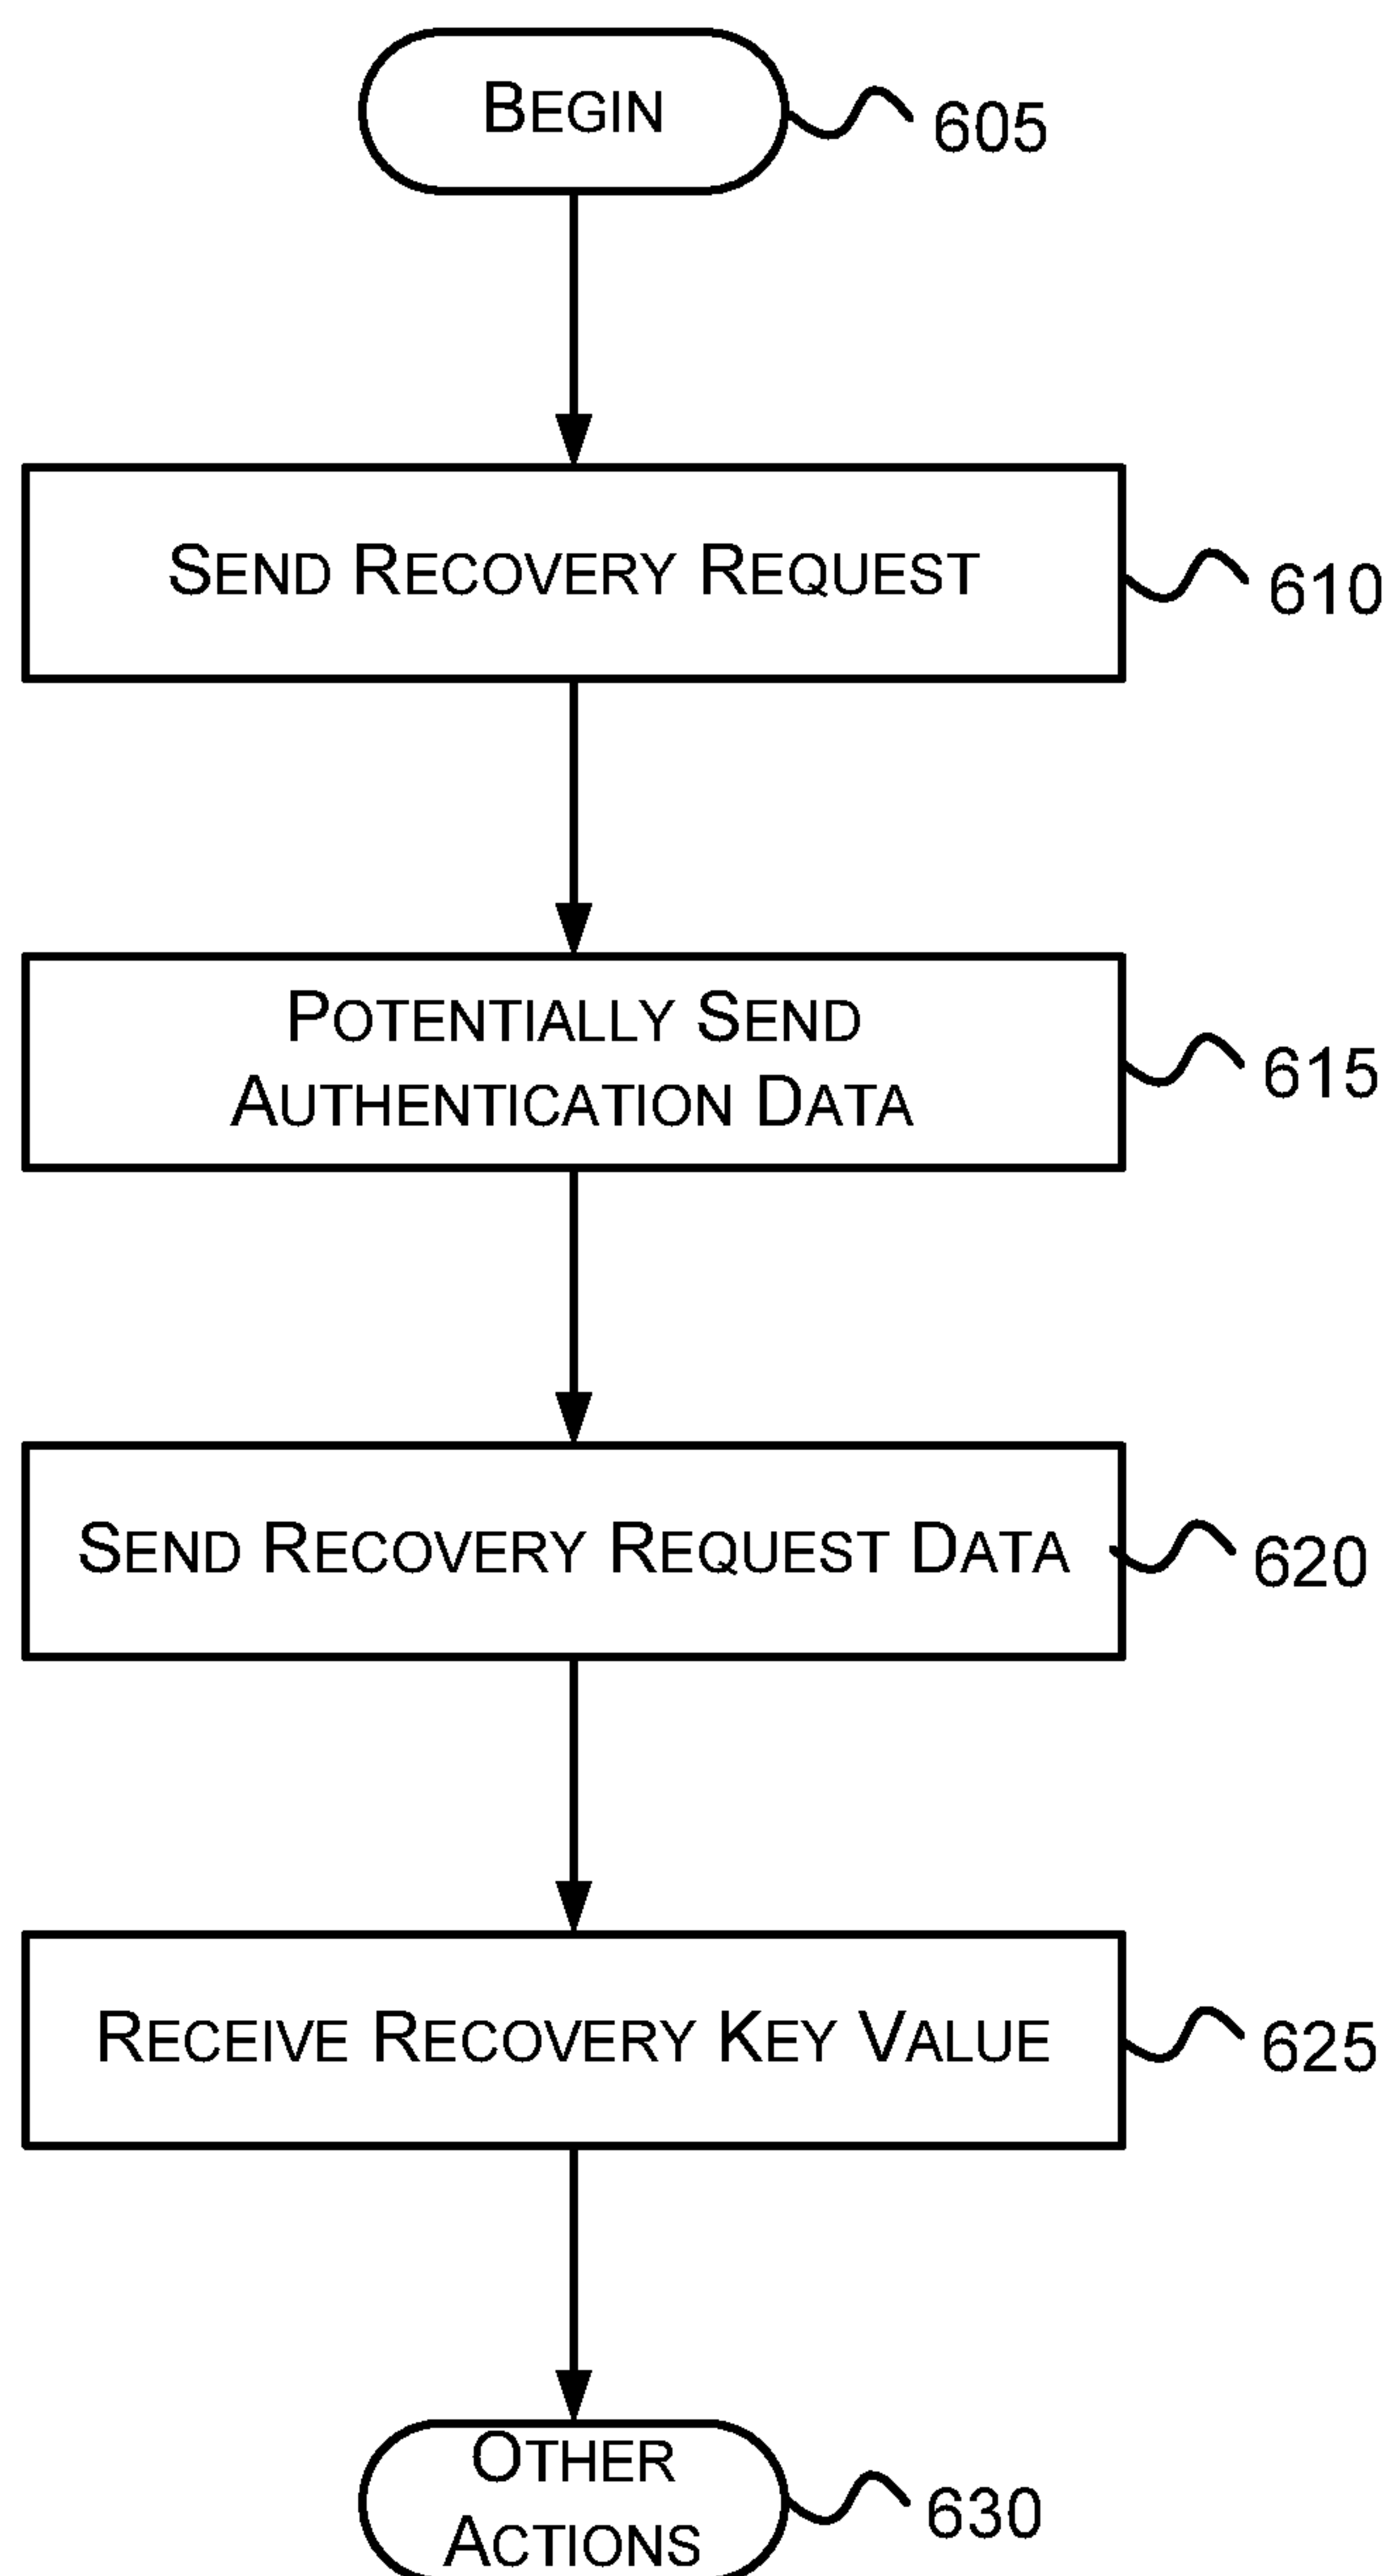 BEGIN
605
SEND RECOVERY REQUEST
610
POTENTIALLY SEND
AUTHENTICATION DATA
615
SEND RECOVERY REQUEST DATA
620
RECEIVE RECOVERY KEY VALUE
625
OTHER
ACTIONS
630